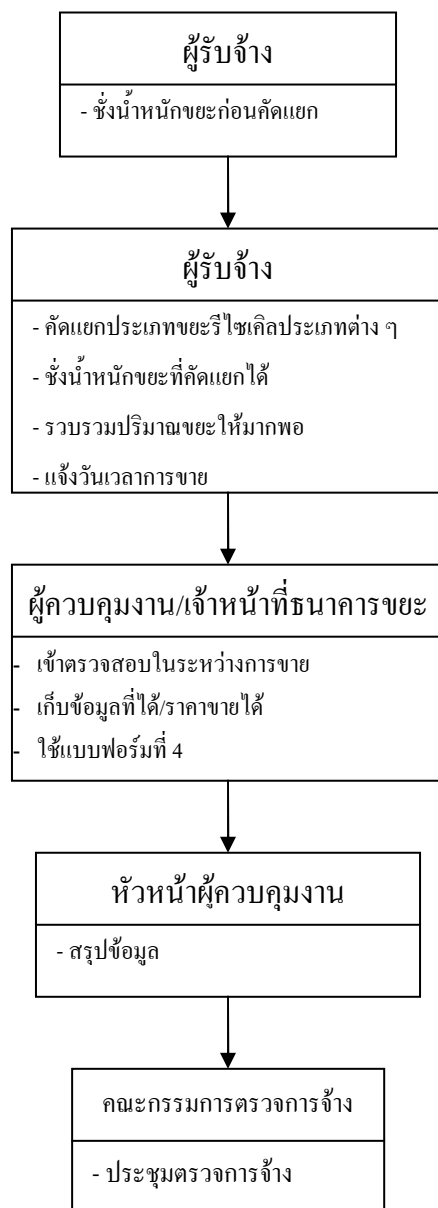 ผู้รับจ้าง
- ชั่งน้ำหนักขยะก่อนคัดแยก
ผู้รับจ้าง
- คัดแยกประเภทขยะรีไซเคิลประเภทต่าง ๆ
- ชั่งน้ำหนักขยะที่คัดแยกได้
- รวบรวมปริมาณขยะให้มากพอ
- แจ้งวันเวลาการขาย
ผู้ควบคุมงาน/เจ้าหน้าที่ธนาคารขยะ
- เข้าตรวจสอบในระหว่างการขาย
- เก็บข้อมูลที่ได้/ราคาขายได้
- ใช้แบบฟอร์มที่ 4
หัวหน้าผู้ควบคุมงาน
- สรุปข้อมูล
คณะกรรมการตรวจการจ้าง
- ประชุมตรวจการจ้าง